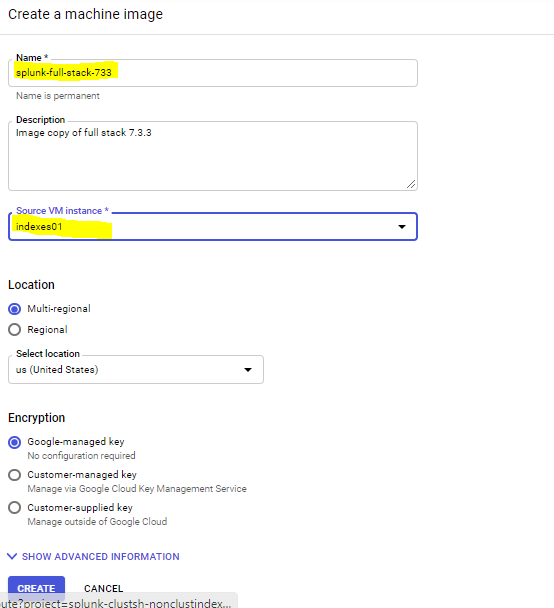 Create a machine image
Name *
splunk-full-stack-733
Name is permanent
Description
Image copy of full stack 7.3.3
Source VM instance *
indexes01
Location
Multi-regional
Regional
Select location
us (United States)
Encryption
Google-managed key
No configuration required
Customer-managed key
Manage via Google Cloud Key Management Service
Customer-supplied key
Manage outside of Google Cloud
SHOW ADVANCED INFORMATION
CREATE CANCEL
ute?project=splunk-clustsh-nonclustindex...